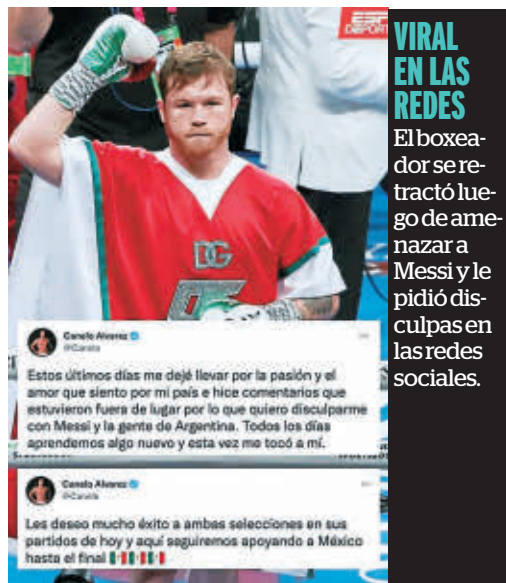 ESPN
DEPORT
VIRAL
EN LAS
REDES
El boxea-
dor se re-
tractó lue-
go de ame-
nazar a
Messi y le
pidió dis-
culpas en
las redes
sociales.
DG
Canelo Alvarez
@Canelo
Estos últimos días me dejé llevar por la pasión y el
amor que siento por mi país e hice comentarios que
estuvieron fuera de lugar por lo que quiero disculparme
con Messi y la gente de Argentina. Todos los días
aprendemos algo nuevo y esta vez me tocó a mí.
Canelo Alvarez
@Canelo
Les deseo mucho éxito a ambas selecciones en sus
partidos de hoy y aquí seguiremos apoyando a México
hasta el final